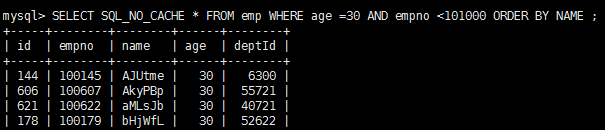 mysql> SELECT SQL_NO_CACHE * FROM emp WHERE age =30 AND empno <101000 ORDER BY NAME ;
+-----+--------+--------+------+--------+
| id | empno | name | age | deptId |
+-----+--------+--------+------+--------+
| 144 | 100145 | AJUtme | 30 | 6300 |
| 606 | 100607 | AkyPBp | 30 | 55721 |
| 621 | 100622 | aMLsJb | 30 | 40721 |
| 178 | 100179 | bHjWfL | 30 | 52622 |